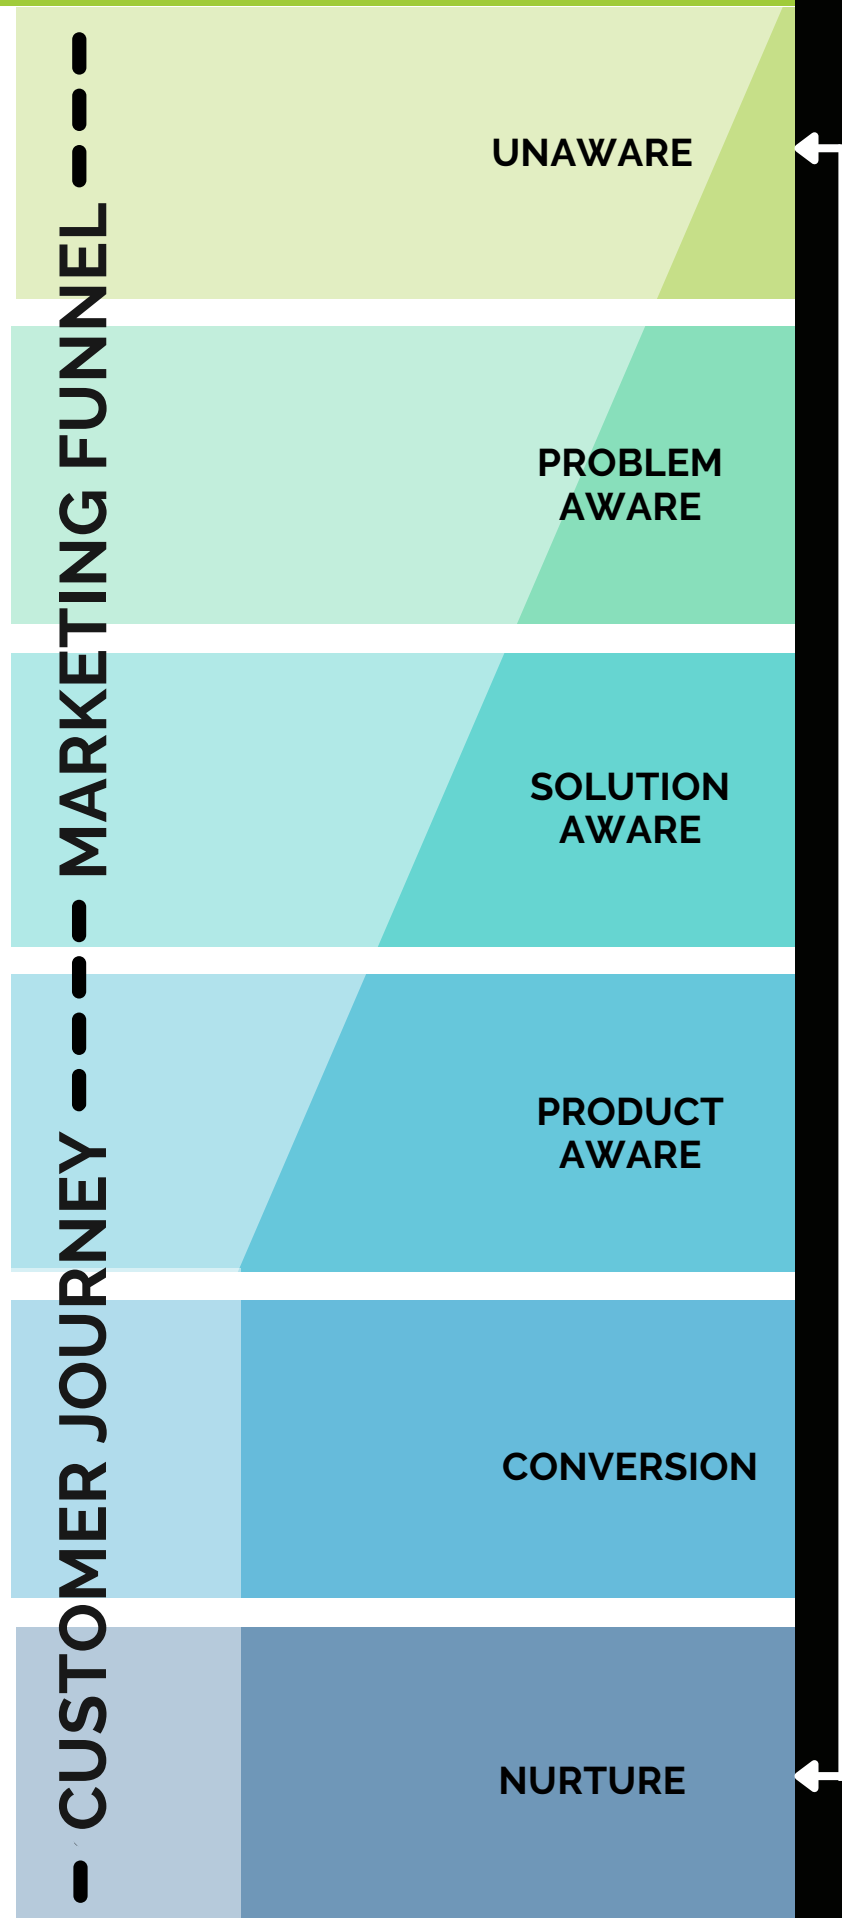 UNAWARE
MARKETING FUNNEL
PROBLEM
AWARE
SOLUTION
AWARE
PRODUCT
AWARE
CUSTOMER JOURNEY
CONVERSION
NURTURE